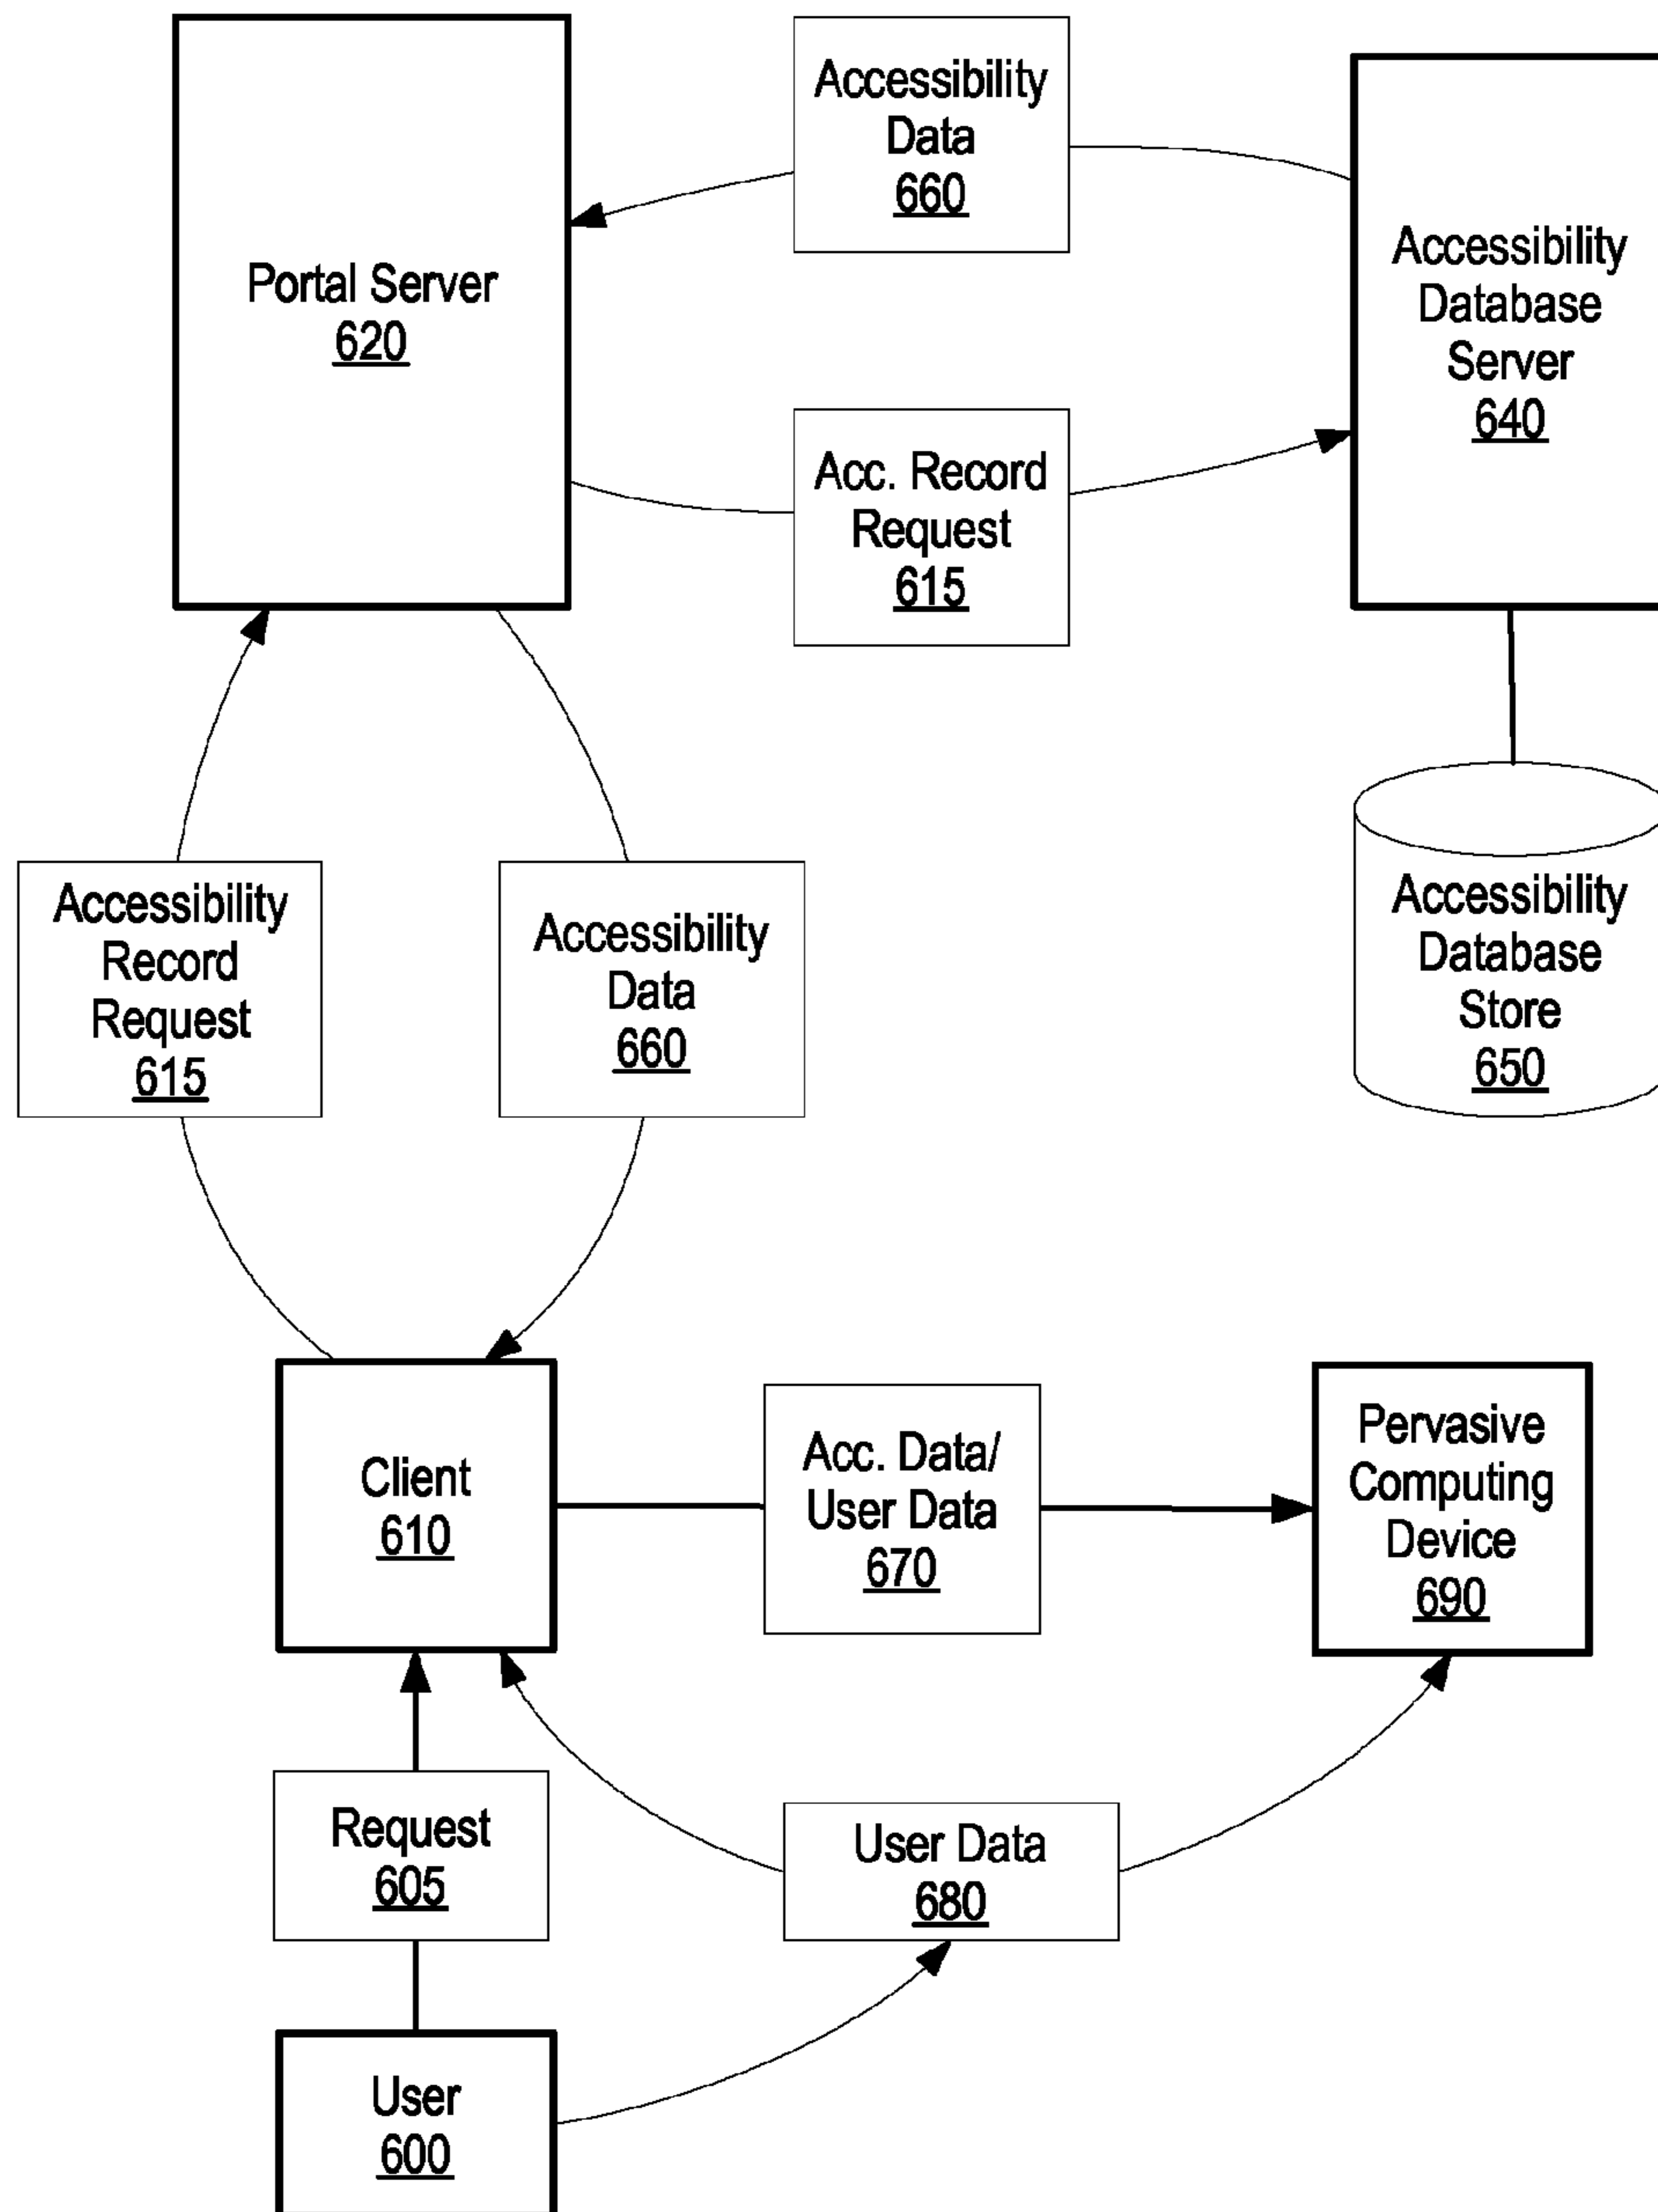 Accessibility
Data
660
Portal Server
620
Accessibility
Database
Server
640
Acc. Record
Request
615
Accessibility
Record
Request
615
Accessibility
Data
660
Accessibility
Database
Store
650
Client
610
Acc. Data/
User Data
670
Pervasive
Computing
Device
690
Request
605
User Data
680
User
600